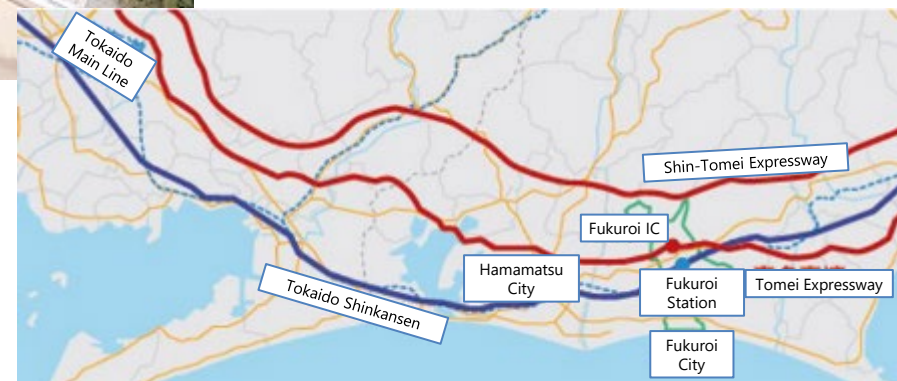 Tokaido
Main Line
Shin-Tomei Expressway
Fukuroi IC
Hamamatsu
City
Fukuroi
Station
Tomei Expressway
Tokaido Shinkansen
Fukuroi
City